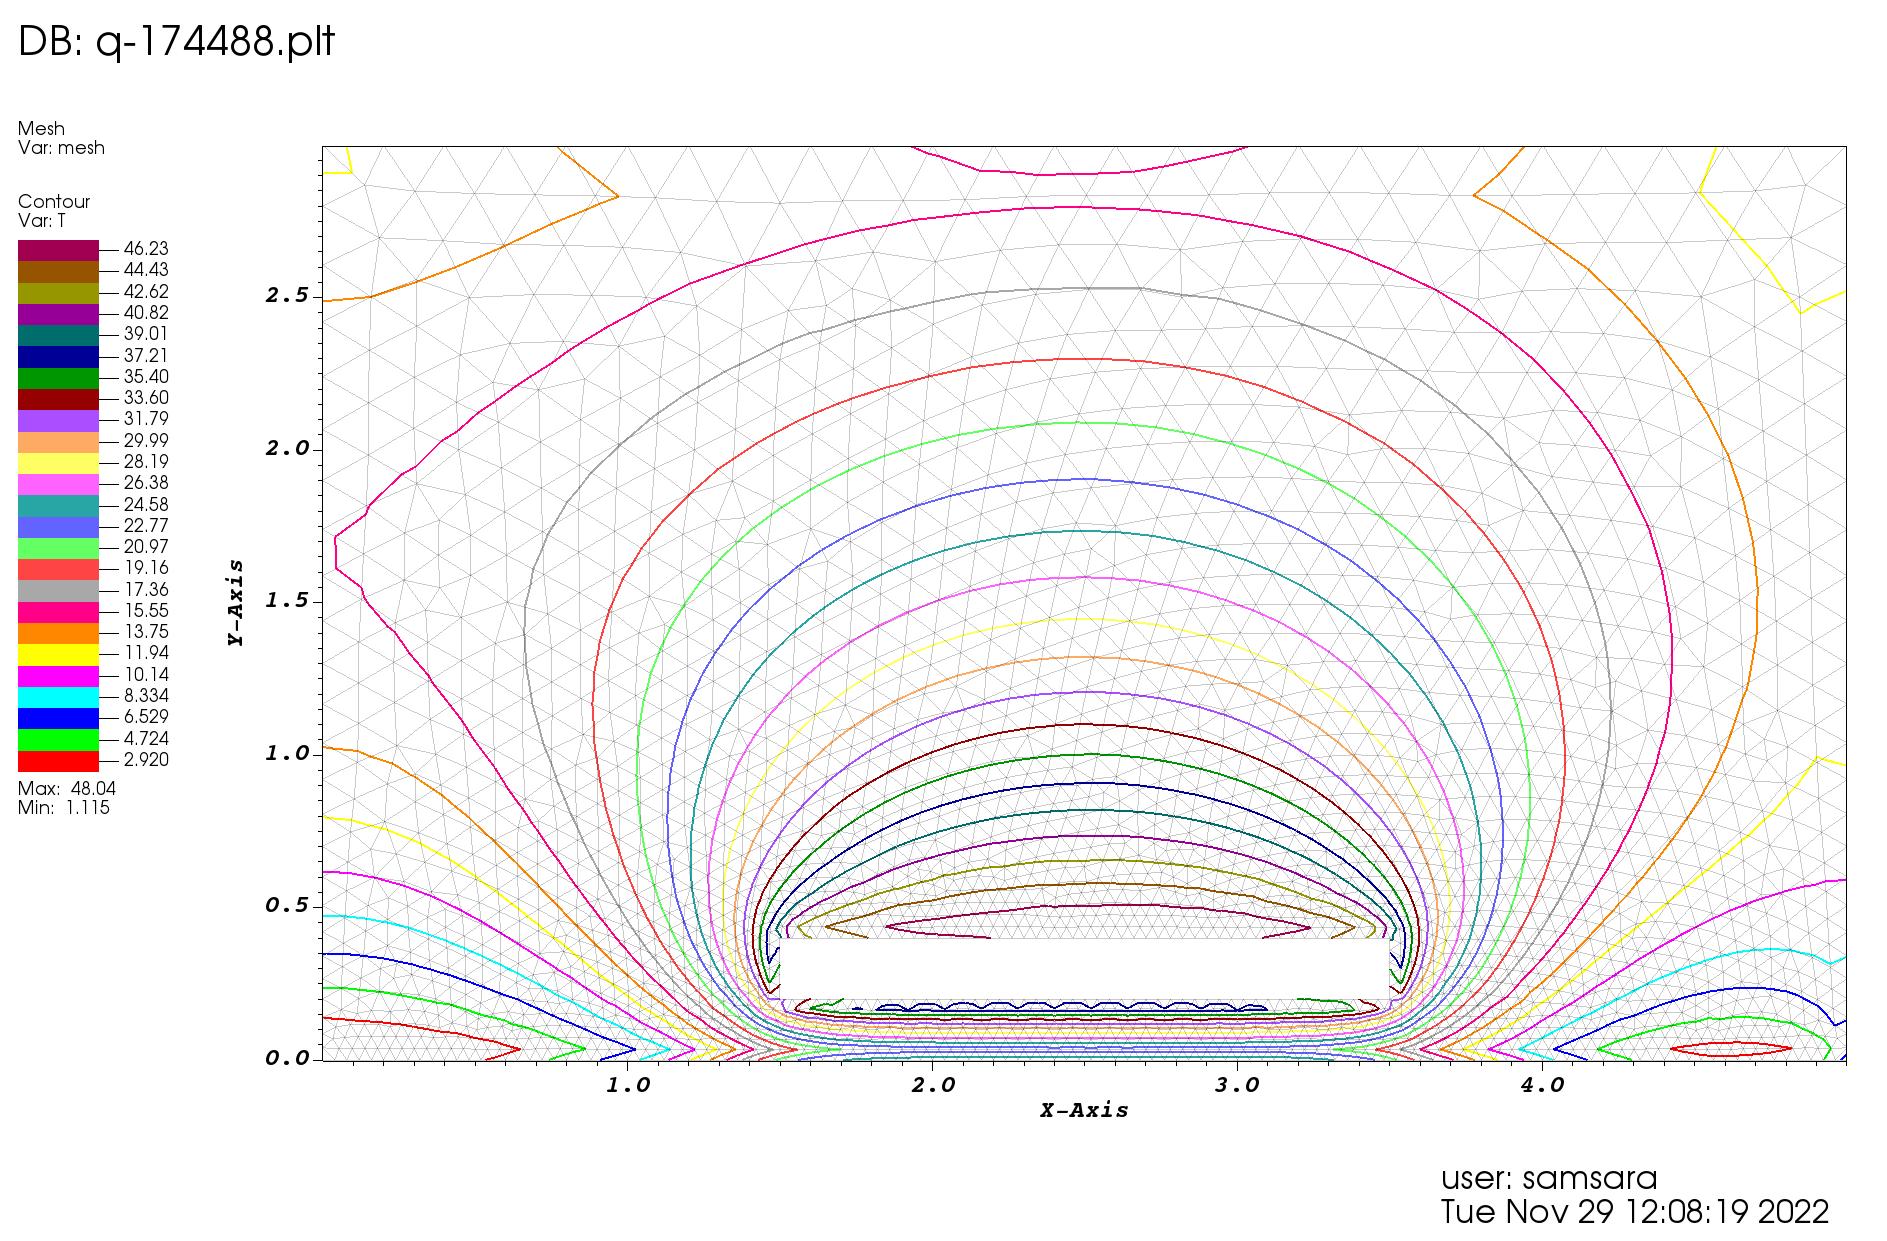 DB: q-174488.plt
Mesh
Var: mesh
Contour
Var: T
46.23
44.43
42.62
40.82
39.01
37.21
35.40
33.60
31.79
29.99
28.19
26.38
24.58
22.77
20.97
19.16
17.36
15.55
13.75
11.94
10.14
8.334
6.529
4.724
2.920
Max: 48.04
Min: 1.115
2.5
2.0
1.5
1.0
0.5
0.0
Y-Axis
1.0 2.0 3.0 4.0
X-Axis
user: samsara
Tue Nov 29 12:08:19 2022